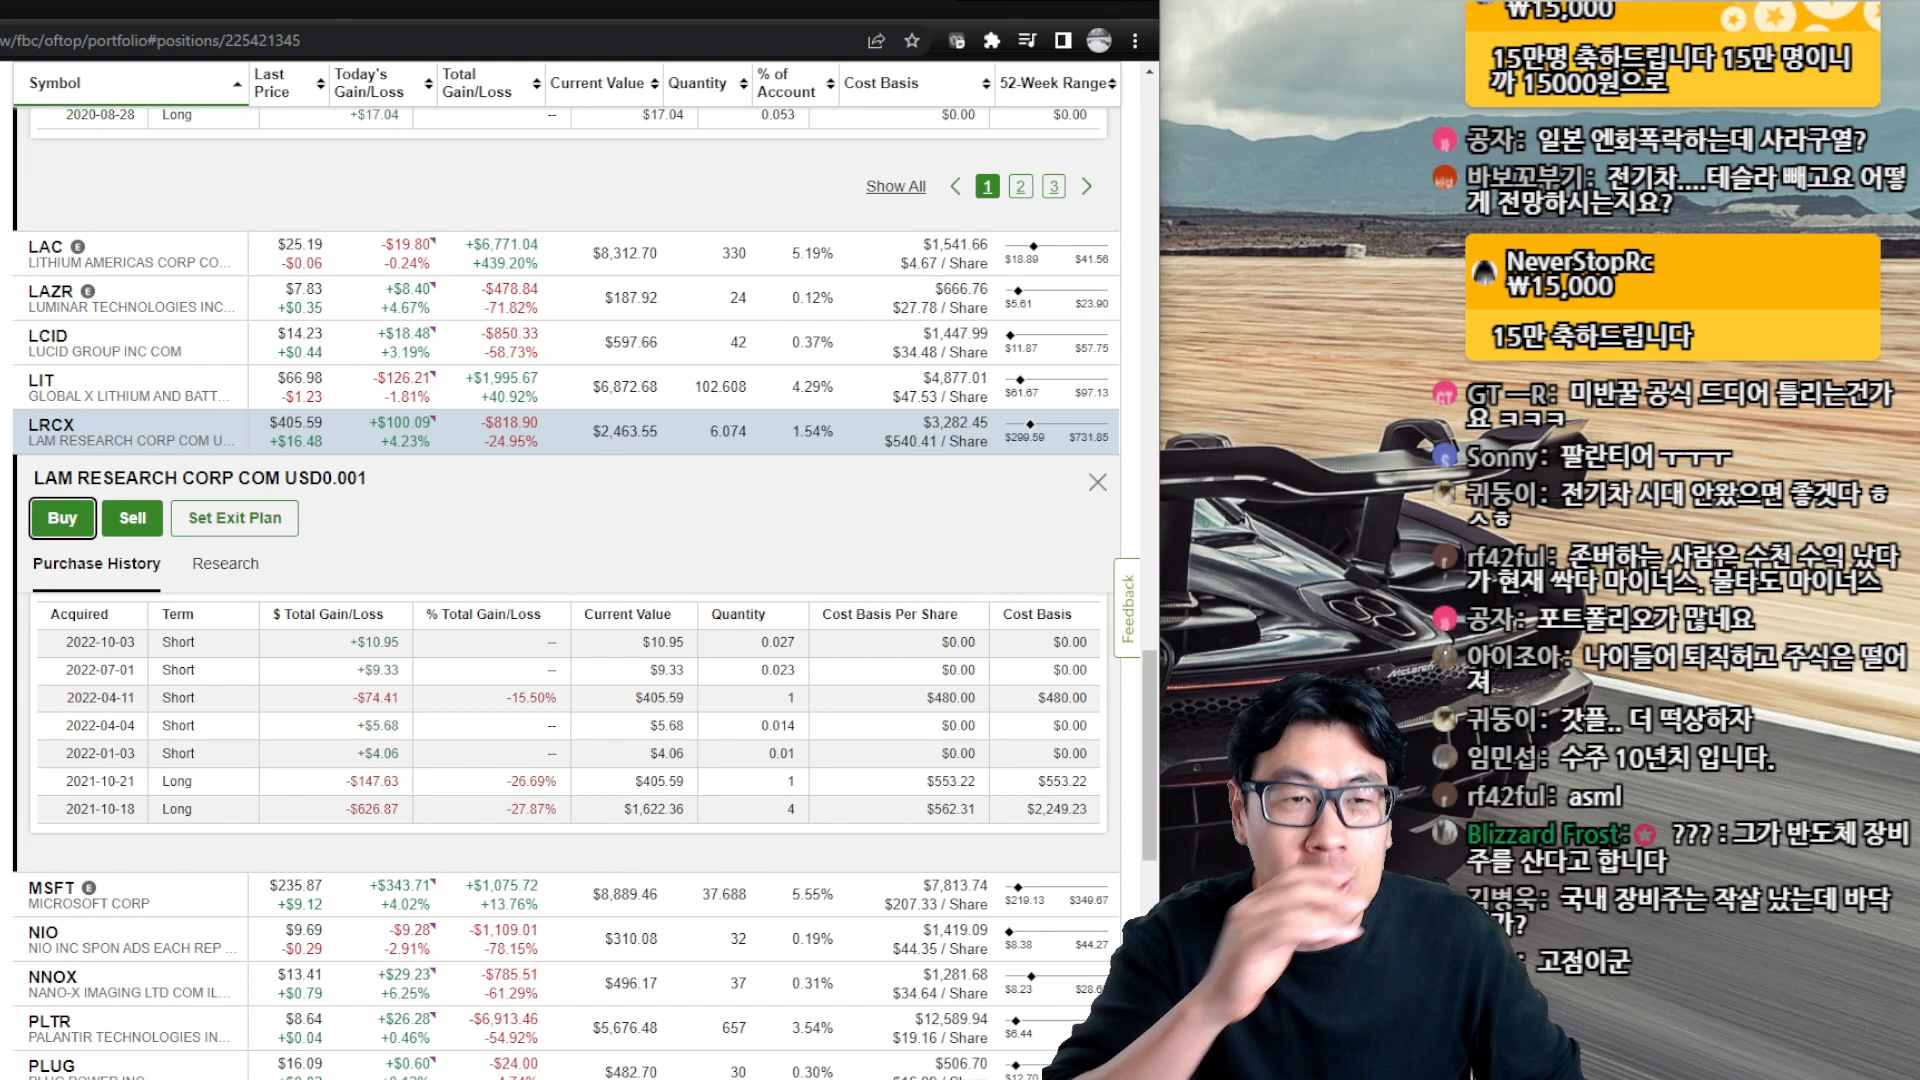 w/fbc/oftop/portfolio#positions/225421345
Symbol
Last Price
Today's Gain/Loss
Total Gain/Loss
Current Value
Quantity
% of Account
Cost Basis
52-Week Range
2020-08-28 Long +$17.04 -- $17.04 0.053 $0.00 $0.00
Show All 1 2 3
LAC E $25.19 -$19.80 +$6,771.04 $8,312.70 330 5.19% $1,541.66
LITHIUM AMERICAS CORP CO... -$0.06 -0.24% +439.20% $4.67 / Share $18.89 $41.56
LAZR E $7.83 +$8.40 -$478.84 $187.92 24 0.12% $666.76
LUMINAR TECHNOLOGIES INC... +$0.35 +4.67% -71.82% $27.78 / Share $5.61 $23.90
LCID $14.23 +$18.48 -$850.33 $597.66 42 0.37% $1,447.99
LUCID GROUP INC COM +$0.44 +3.19% -58.73% $34.48 / Share $11.87 $57.75
LIT $66.98 -$126.21 +$1,995.67 $6,872.68 102.608 4.29% $4,877.01
GLOBAL X LITHIUM AND BATT... -$1.23 -1.81% +40.92% $47.53 / Share $61.67 $97.13
LRCX $405.59 +$100.09 -$818.90 $2,463.55 6.074 1.54% $3,282.45
LAM RESEARCH CORP COM U... +$16.48 +4.23% -24.95% $540.41 / Share $299.59 $731.85
LAM RESEARCH CORP COM USD0.001
Buy Sell Set Exit Plan
Purchase History Research
Acquired Term $ Total Gain/Loss % Total Gain/Loss Current Value Quantity Cost Basis Per Share Cost Basis
2022-10-03 Short +$10.95 -- $10.95 0.027 $0.00 $0.00
2022-07-01 Short +$9.33 -- $9.33 0.023 $0.00 $0.00
2022-04-11 Short -$74.41 -15.50% $405.59 1 $480.00 $480.00
2022-04-04 Short +$5.68 -- $5.68 0.014 $0.00 $0.00
2022-01-03 Short +$4.06 -- $4.06 0.01 $0.00 $0.00
2021-10-21 Long -$147.63 -26.69% $405.59 1 $553.22 $553.22
2021-10-18 Long -$626.87 -27.87% $1,622.36 4 $562.31 $2,249.23
Feedback
MSFT E $235.87 +$343.71 +$1,075.72 $8,889.46 37.688 5.55% $7,813.74
MICROSOFT CORP +$9.12 +4.02% +13.76% $207.33 / Share $219.13 $349.67
NIO $9.69 -$9.28 -$1,109.01 $310.08 32 0.19% $1,419.09
NIO INC SPON ADS EACH REP ... -$0.29 -2.91% -78.15% $44.35 / Share $8.38 $44.27
NNOX $13.41 +$29.23 -$785.51 $496.17 37 0.31% $1,281.68
NANO-X IMAGING LTD COM IL... +$0.79 +6.25% -61.29% $34.64 / Share $8.23
PLTR $8.64 +$26.28 -$6,913.46 $5,676.48 657 3.54% $12,589.94
PALANTIR TECHNOLOGIES IN... +$0.04 +0.46% -54.92% $19.16 / Share $6.44
PLUG $16.09 +$0.60 -$24.00 $482.70 30 0.30% $506.70
₩15,000
15만명 축하드립니다 15만 명이니
까 15000원으로
공자: 일본 엔화폭락하는데 사라구열?
바보꼬부기: 전기차....테슬라 빼고요 어떻
게 전망하시는지요?
NeverStopRc
₩15,000
15만 축하드립니다
GT ㅡR: 미반꿀 공식 드디어 틀리는건가
요 ㅋㅋㅋ
Sonny: 팔란티어 ㅜㅜㅜ
귀둥이: 전기차 시대 안왔으면 좋겟다 ㅎ
ㅅㅎ
rf42ful: 존버하는 사람은 수천 수익 났다
가 현재 싹다 마이너스. 물타도 마이너스
공자: 포트폴리오가 많네요
아이조아: 나이들어 퇴직허고 주식은 떨어
져
귀둥이: 갓플.. 더 떡상하자
임민섭: 수주 10년치 입니다.
rf42ful: asml
Blizzard Frost: ??? : 그가 반도체 장비
주를 산다고 합니다
김병욱: 국내 장비주는 작살 났는데 바닥
가?
: 고점이군
McLaren